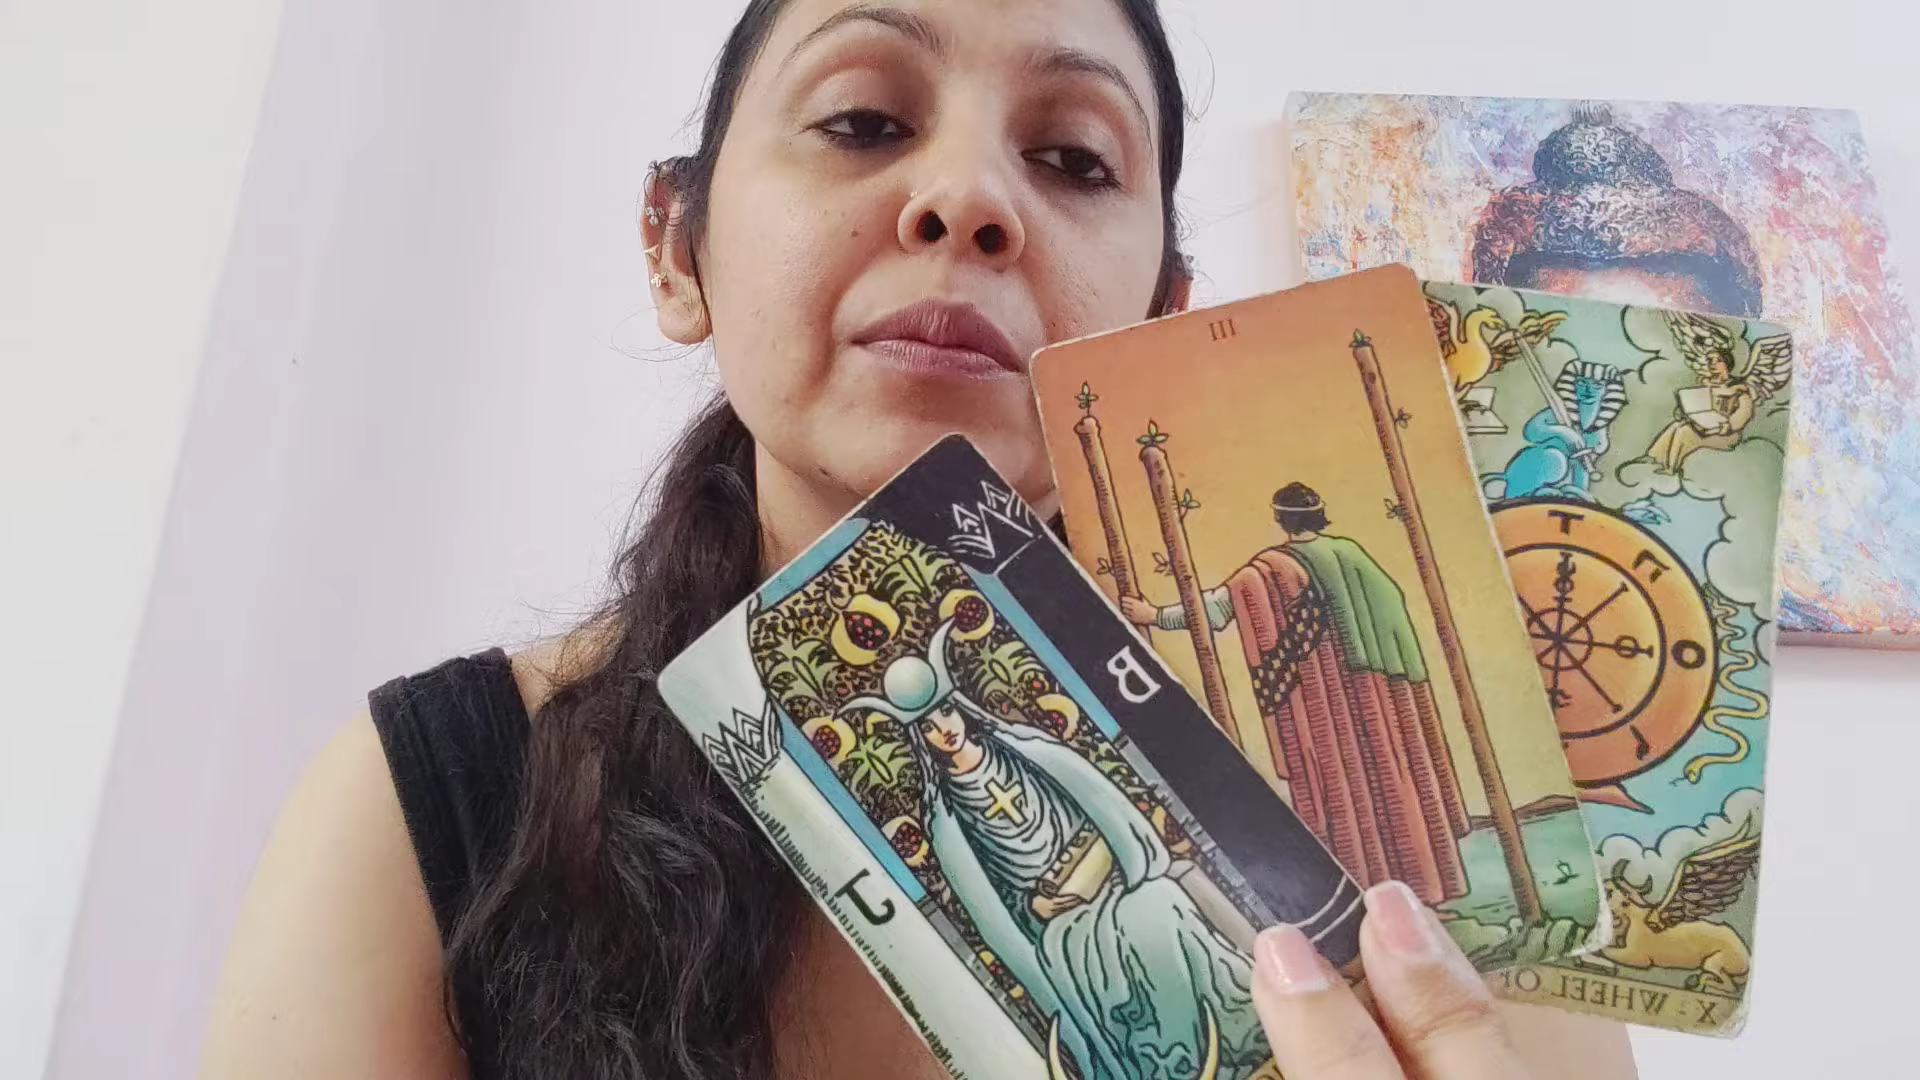 III
T
O
B
J
X · WHEEL OF